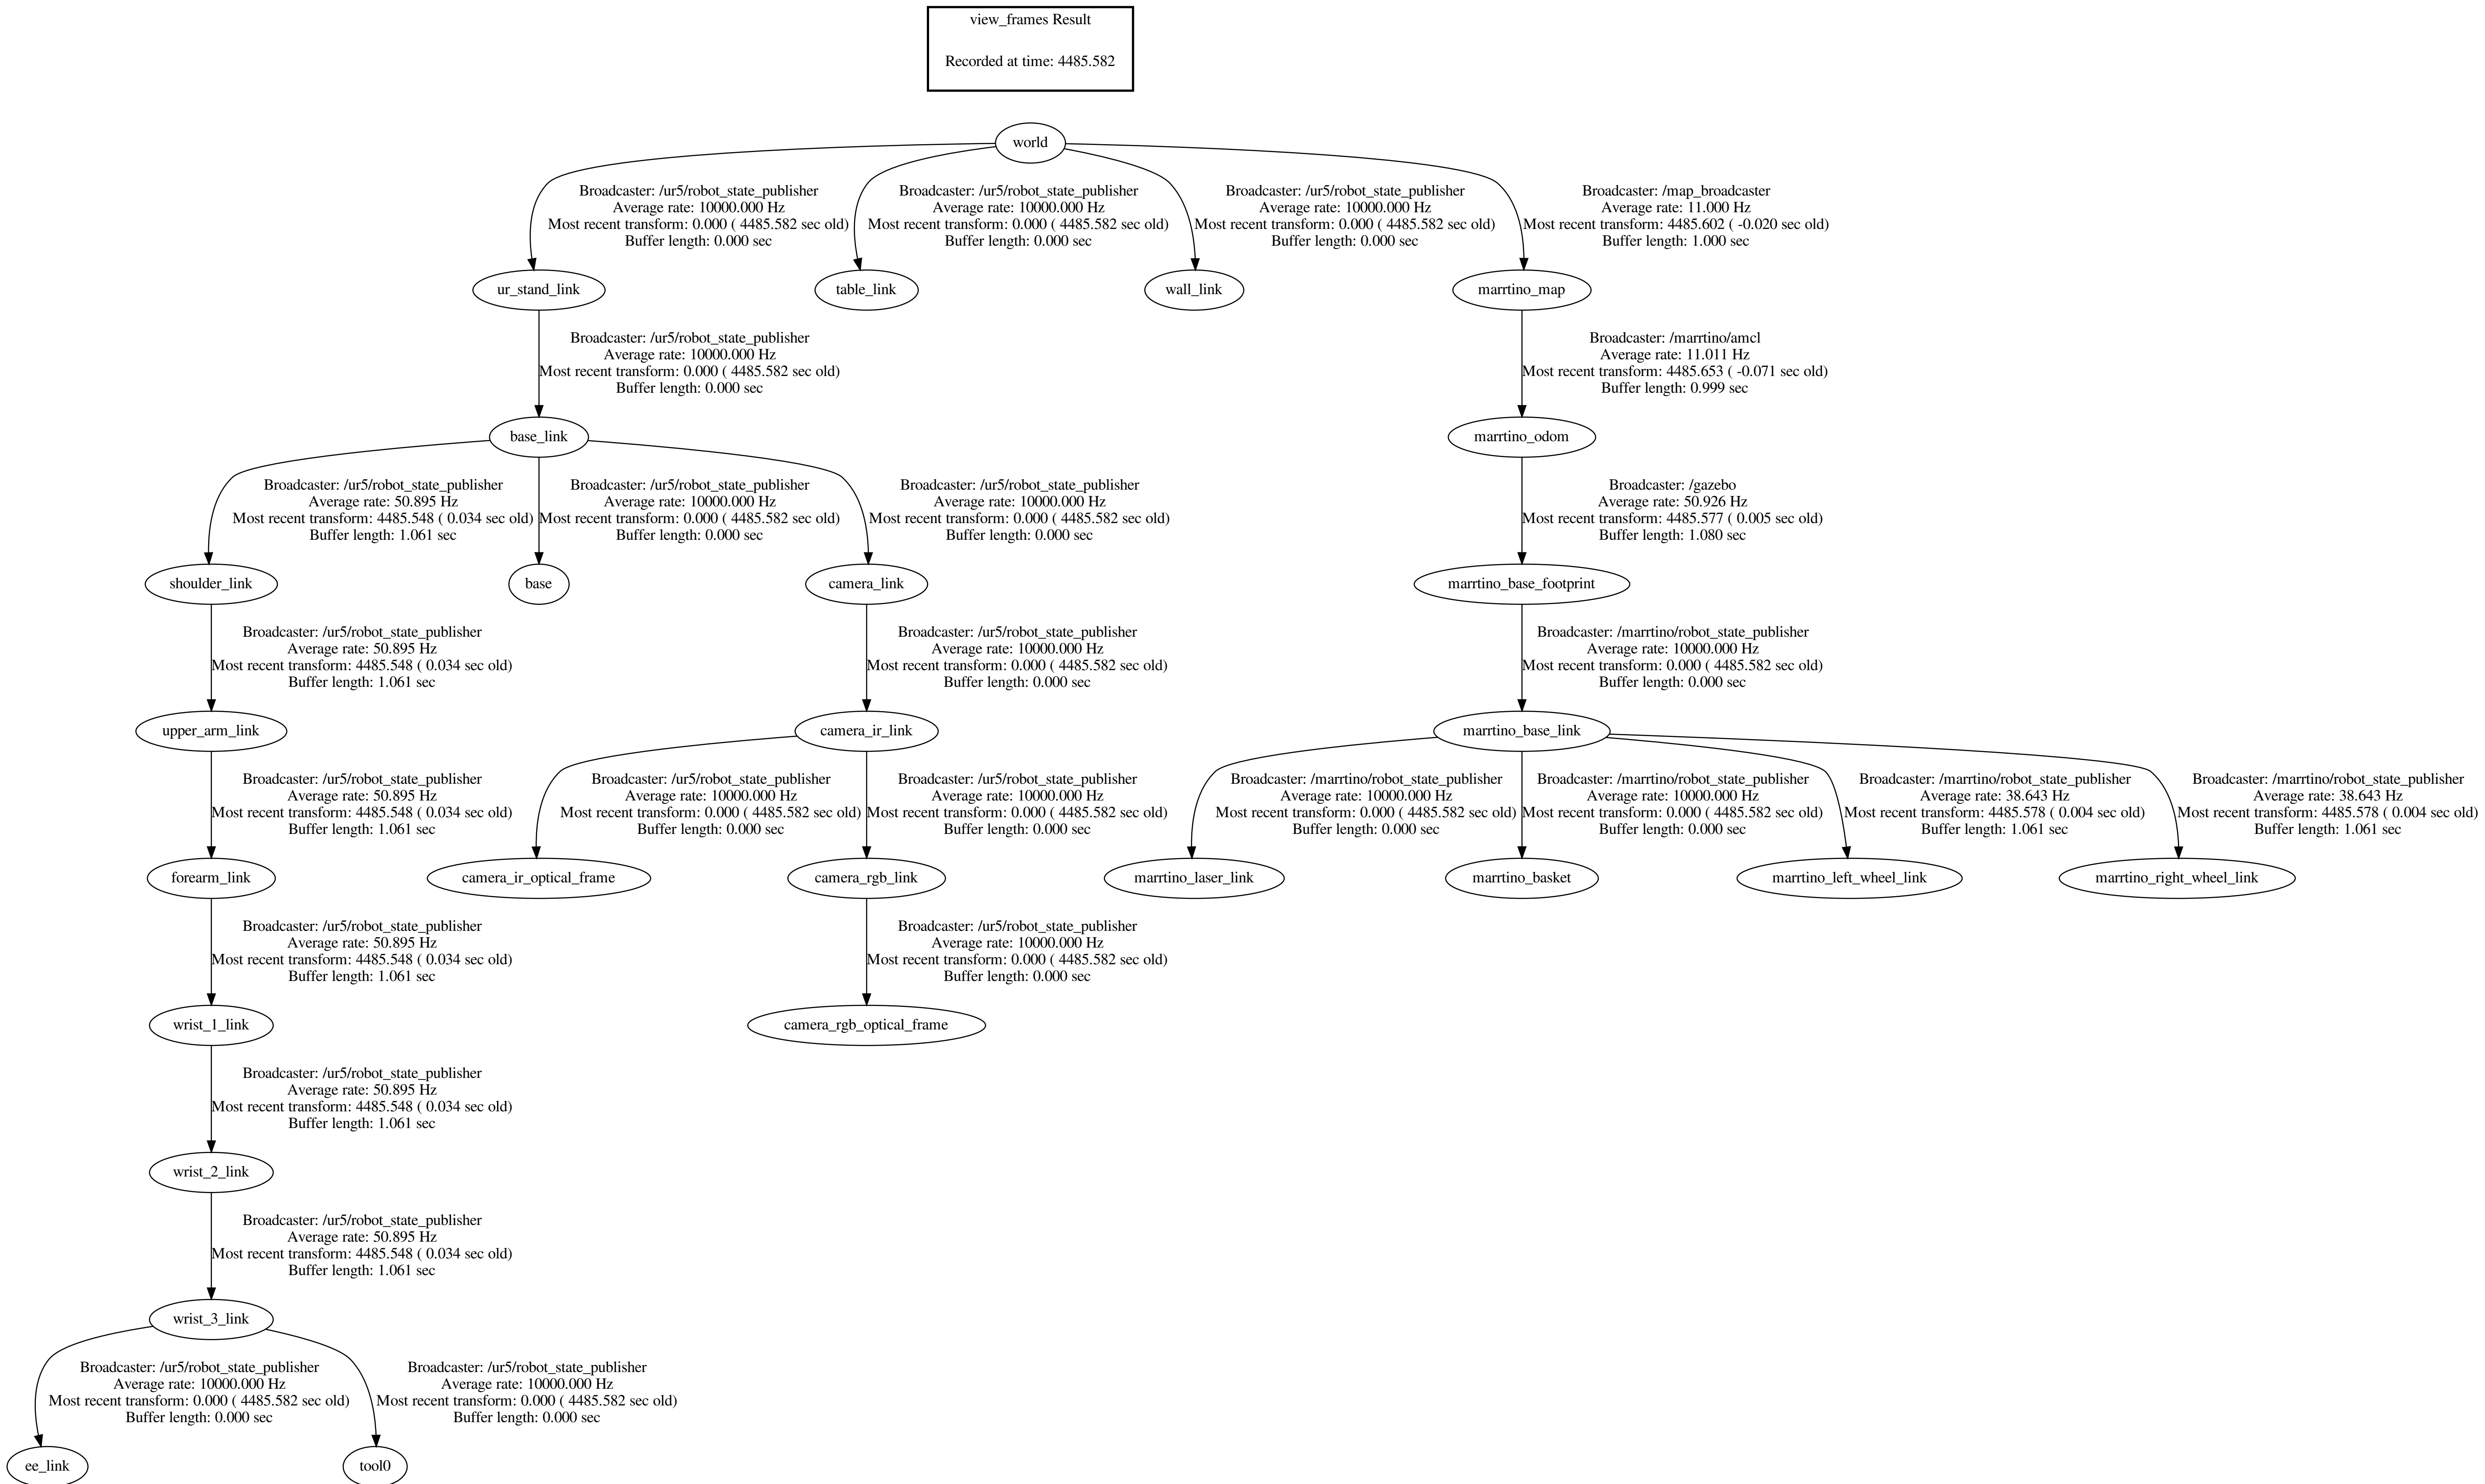 view_frames Result
Recorded at time: 4485.582
world
Broadcaster: /ur5/robot_state_publisher
Average rate: 10000.000 Hz
Most recent transform: 0.000 ( 4485.582 sec old)
Buffer length: 0.000 sec
Broadcaster: /ur5/robot_state_publisher
Average rate: 10000.000 Hz
Most recent transform: 0.000 ( 4485.582 sec old)
Buffer length: 0.000 sec
Broadcaster: /ur5/robot_state_publisher
Average rate: 10000.000 Hz
Most recent transform: 0.000 ( 4485.582 sec old)
Buffer length: 0.000 sec
Broadcaster: /map_broadcaster
Average rate: 11.000 Hz
Most recent transform: 4485.602 ( -0.020 sec old)
Buffer length: 1.000 sec
ur_stand_link
table_link
wall_link
marrtino_map
Broadcaster: /ur5/robot_state_publisher
Average rate: 10000.000 Hz
Most recent transform: 0.000 ( 4485.582 sec old)
Buffer length: 0.000 sec
Broadcaster: /marrtino/amcl
Average rate: 11.011 Hz
Most recent transform: 4485.653 ( -0.071 sec old)
Buffer length: 0.999 sec
base_link
marrtino_odom
Broadcaster: /ur5/robot_state_publisher
Average rate: 50.895 Hz
Most recent transform: 4485.548 ( 0.034 sec old)
Buffer length: 1.061 sec
Broadcaster: /ur5/robot_state_publisher
Average rate: 10000.000 Hz
Most recent transform: 0.000 ( 4485.582 sec old)
Buffer length: 0.000 sec
Broadcaster: /ur5/robot_state_publisher
Average rate: 10000.000 Hz
Most recent transform: 0.000 ( 4485.582 sec old)
Buffer length: 0.000 sec
Broadcaster: /gazebo
Average rate: 50.926 Hz
Most recent transform: 4485.577 ( 0.005 sec old)
Buffer length: 1.080 sec
shoulder_link
base
camera_link
marrtino_base_footprint
Broadcaster: /ur5/robot_state_publisher
Average rate: 50.895 Hz
Most recent transform: 4485.548 ( 0.034 sec old)
Buffer length: 1.061 sec
Broadcaster: /ur5/robot_state_publisher
Average rate: 10000.000 Hz
Most recent transform: 0.000 ( 4485.582 sec old)
Buffer length: 0.000 sec
Broadcaster: /marrtino/robot_state_publisher
Average rate: 10000.000 Hz
Most recent transform: 0.000 ( 4485.582 sec old)
Buffer length: 0.000 sec
upper_arm_link
camera_ir_link
marrtino_base_link
Broadcaster: /ur5/robot_state_publisher
Average rate: 50.895 Hz
Most recent transform: 4485.548 ( 0.034 sec old)
Buffer length: 1.061 sec
Broadcaster: /ur5/robot_state_publisher
Average rate: 10000.000 Hz
Most recent transform: 0.000 ( 4485.582 sec old)
Buffer length: 0.000 sec
Broadcaster: /ur5/robot_state_publisher
Average rate: 10000.000 Hz
Most recent transform: 0.000 ( 4485.582 sec old)
Buffer length: 0.000 sec
Broadcaster: /marrtino/robot_state_publisher
Average rate: 10000.000 Hz
Most recent transform: 0.000 ( 4485.582 sec old)
Buffer length: 0.000 sec
Broadcaster: /marrtino/robot_state_publisher
Average rate: 10000.000 Hz
Most recent transform: 0.000 ( 4485.582 sec old)
Buffer length: 0.000 sec
Broadcaster: /marrtino/robot_state_publisher
Average rate: 38.643 Hz
Most recent transform: 4485.578 ( 0.004 sec old)
Buffer length: 1.061 sec
Broadcaster: /marrtino/robot_state_publisher
Average rate: 38.643 Hz
Most recent transform: 4485.578 ( 0.004 sec old)
Buffer length: 1.061 sec
forearm_link
camera_ir_optical_frame
camera_rgb_link
marrtino_laser_link
marrtino_basket
marrtino_left_wheel_link
marrtino_right_wheel_link
Broadcaster: /ur5/robot_state_publisher
Average rate: 50.895 Hz
Most recent transform: 4485.548 ( 0.034 sec old)
Buffer length: 1.061 sec
Broadcaster: /ur5/robot_state_publisher
Average rate: 10000.000 Hz
Most recent transform: 0.000 ( 4485.582 sec old)
Buffer length: 0.000 sec
wrist_1_link
camera_rgb_optical_frame
Broadcaster: /ur5/robot_state_publisher
Average rate: 50.895 Hz
Most recent transform: 4485.548 ( 0.034 sec old)
Buffer length: 1.061 sec
wrist_2_link
Broadcaster: /ur5/robot_state_publisher
Average rate: 50.895 Hz
Most recent transform: 4485.548 ( 0.034 sec old)
Buffer length: 1.061 sec
wrist_3_link
Broadcaster: /ur5/robot_state_publisher
Average rate: 10000.000 Hz
Most recent transform: 0.000 ( 4485.582 sec old)
Buffer length: 0.000 sec
Broadcaster: /ur5/robot_state_publisher
Average rate: 10000.000 Hz
Most recent transform: 0.000 ( 4485.582 sec old)
Buffer length: 0.000 sec
ee_link
tool0